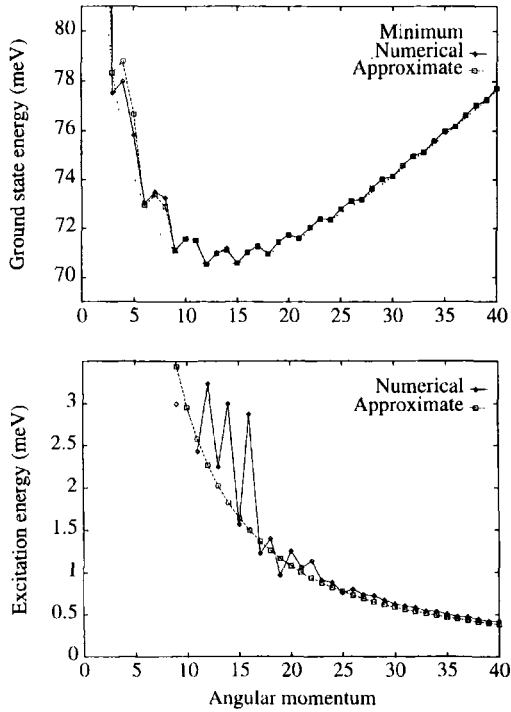 80
78
76
74
72
70
0 5 10 15 20 25 30 35 40
Ground state energy (meV)
Minimum
Numerical
Approximate
3
2.5
2
1.5
1
0.5
0
0 5 10 15 20 25 30 35 40
Excitation energy (meV)
Numerical
Approximate
Angular momentum